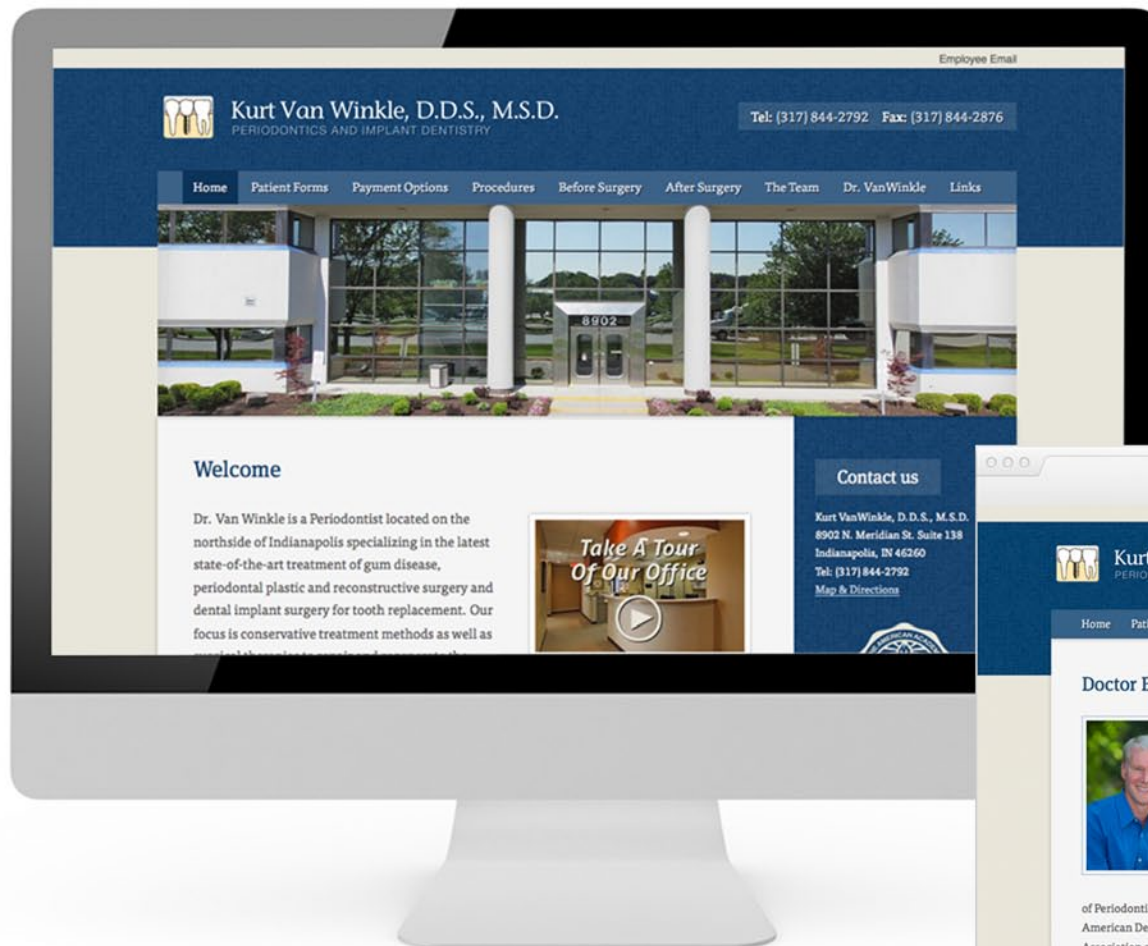 Employee Email
Kurt Van Winkle, D.D.S., M.S.D.
PERIODONTICS AND IMPLANT DENTISTRY
Tel: (317) 844-2792 Fax: (317) 844-2876
Home Patient Forms Payment Options Procedures Before Surgery After Surgery The Team Dr. VanWinkle Links
8902
Welcome
Dr. Van Winkle is a Periodontist located on the
northside of Indianapolis specializing in the latest
state-of-the-art treatment of gum disease,
periodontal plastic and reconstructive surgery and
dental implant surgery for tooth replacement. Our
focus is conservative treatment methods as well as
Take A Tour
Of Our Office
Contact us
Kurt VanWinkle, D.D.S., M.S.D.
8902 N. Meridian St. Suite 138
Indianapolis, IN 46260
Tel: (317) 844-2792
Map & Directions
AMERICAN
Kurt
PERIO
Home Pati
Doctor
of Periodonti
American De